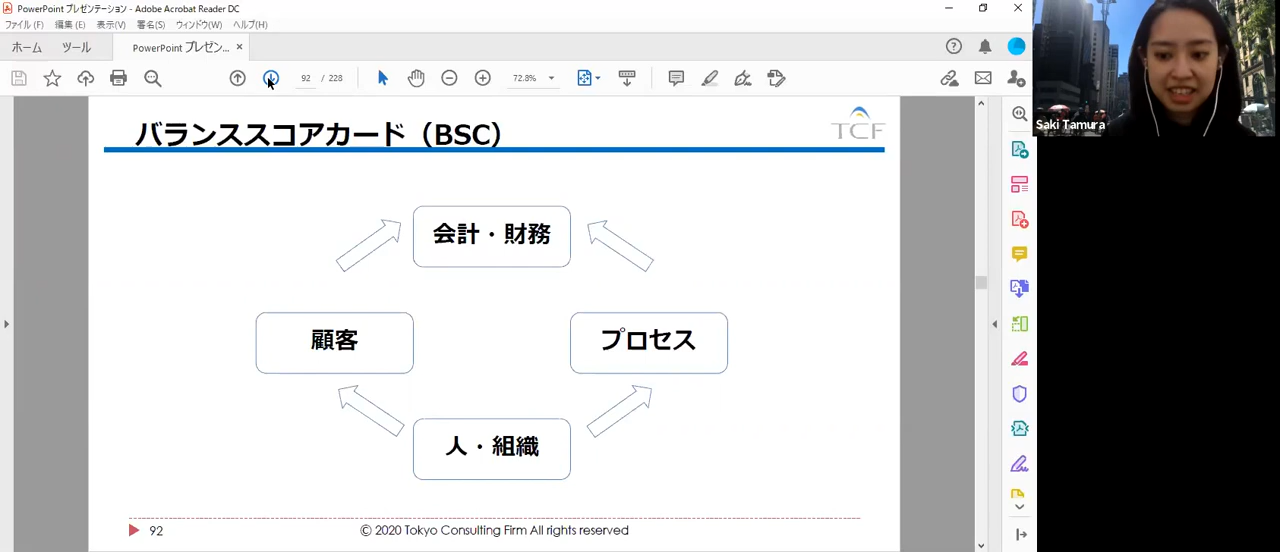 PowerPoint プレゼンテーション - Adobe Acrobat Reader DC
ファイル(F) 編集(E) 表示(V) 署名(S) ウィンドウ(W) ヘルプ(H)
ホーム ツール PowerPoint プレゼン... ×
92 / 228 72.8%
Saki Tamura
バランススコアカード（BSC）
TCF
会計・財務
顧客
プロセス
人・組織
92
© 2020 Tokyo Consulting Firm All rights reserved